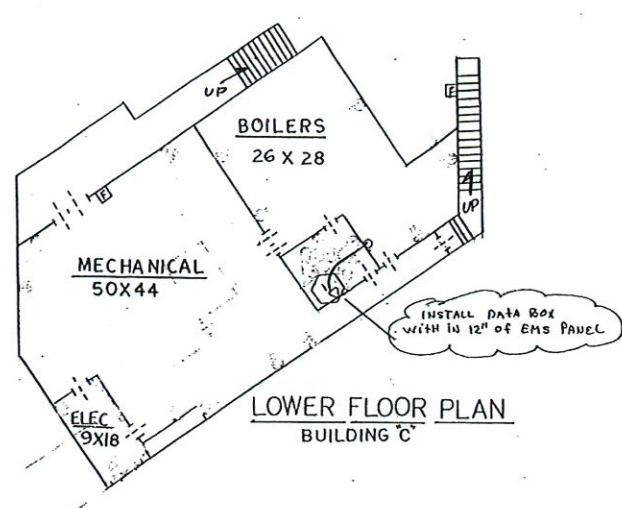 UP
BOILERS
26 X 28
F
F
UP
MECHANICAL
50X44
INSTALL DATA BOX
WITH IN 12" OF EMS PANEL
ELEC
9X18
LOWER FLOOR PLAN
BUILDING "C"